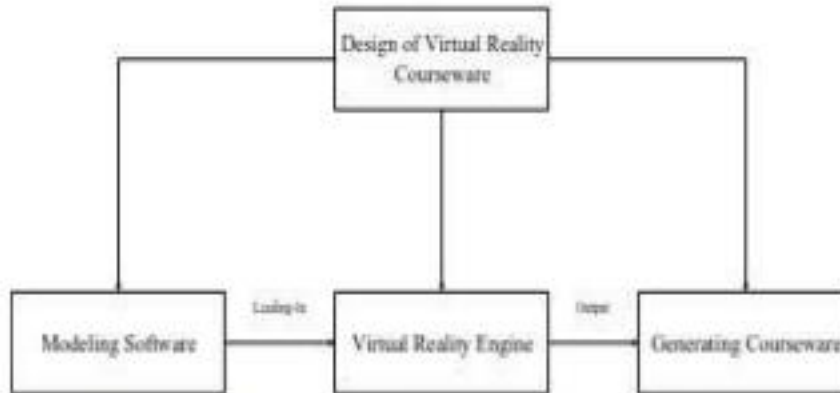 Design of Virtual Reality
Courseware
Loading-In
Output
Modeling Software
Virtual Reality Engine
Generating Courseware